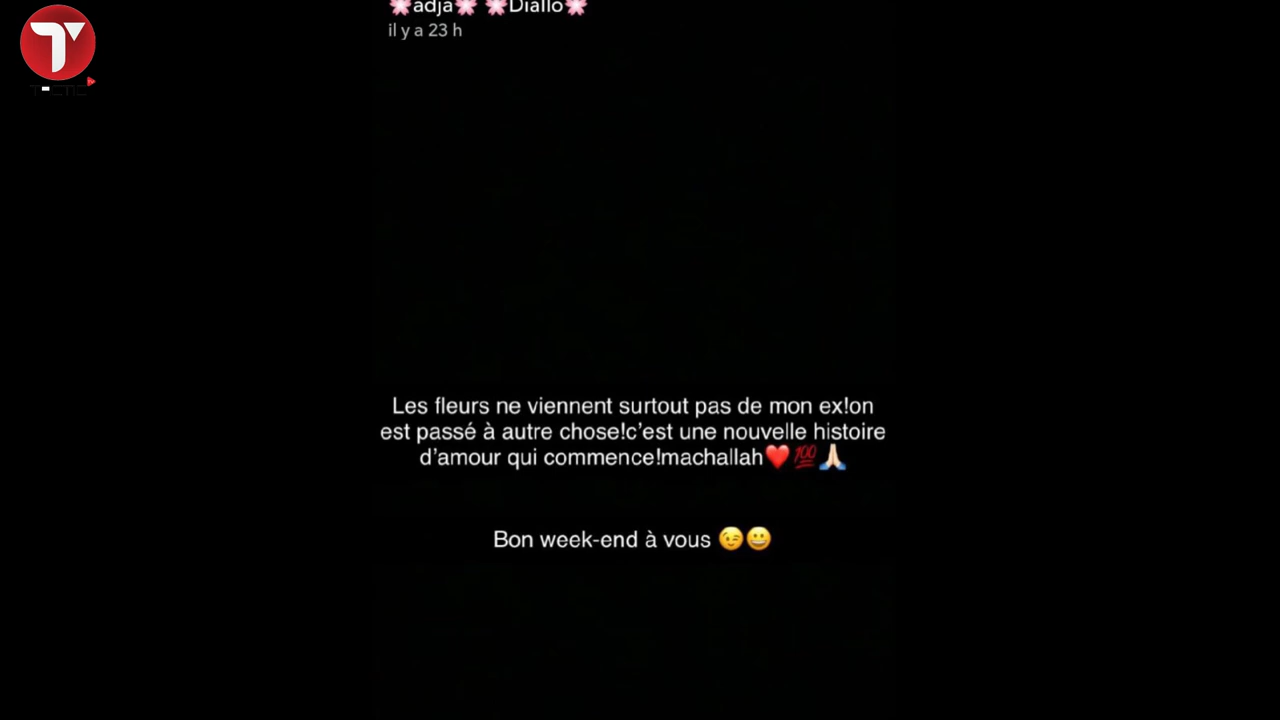 🌸adja🌸 🌸Diallo🌸
il y a 23 h
Les fleurs ne viennent surtout pas de mon ex!on
est passé à autre chose!c’est une nouvelle histoire
d’amour qui commence!machallah❤️💯🙏🏻
Bon week-end à vous 😉😀